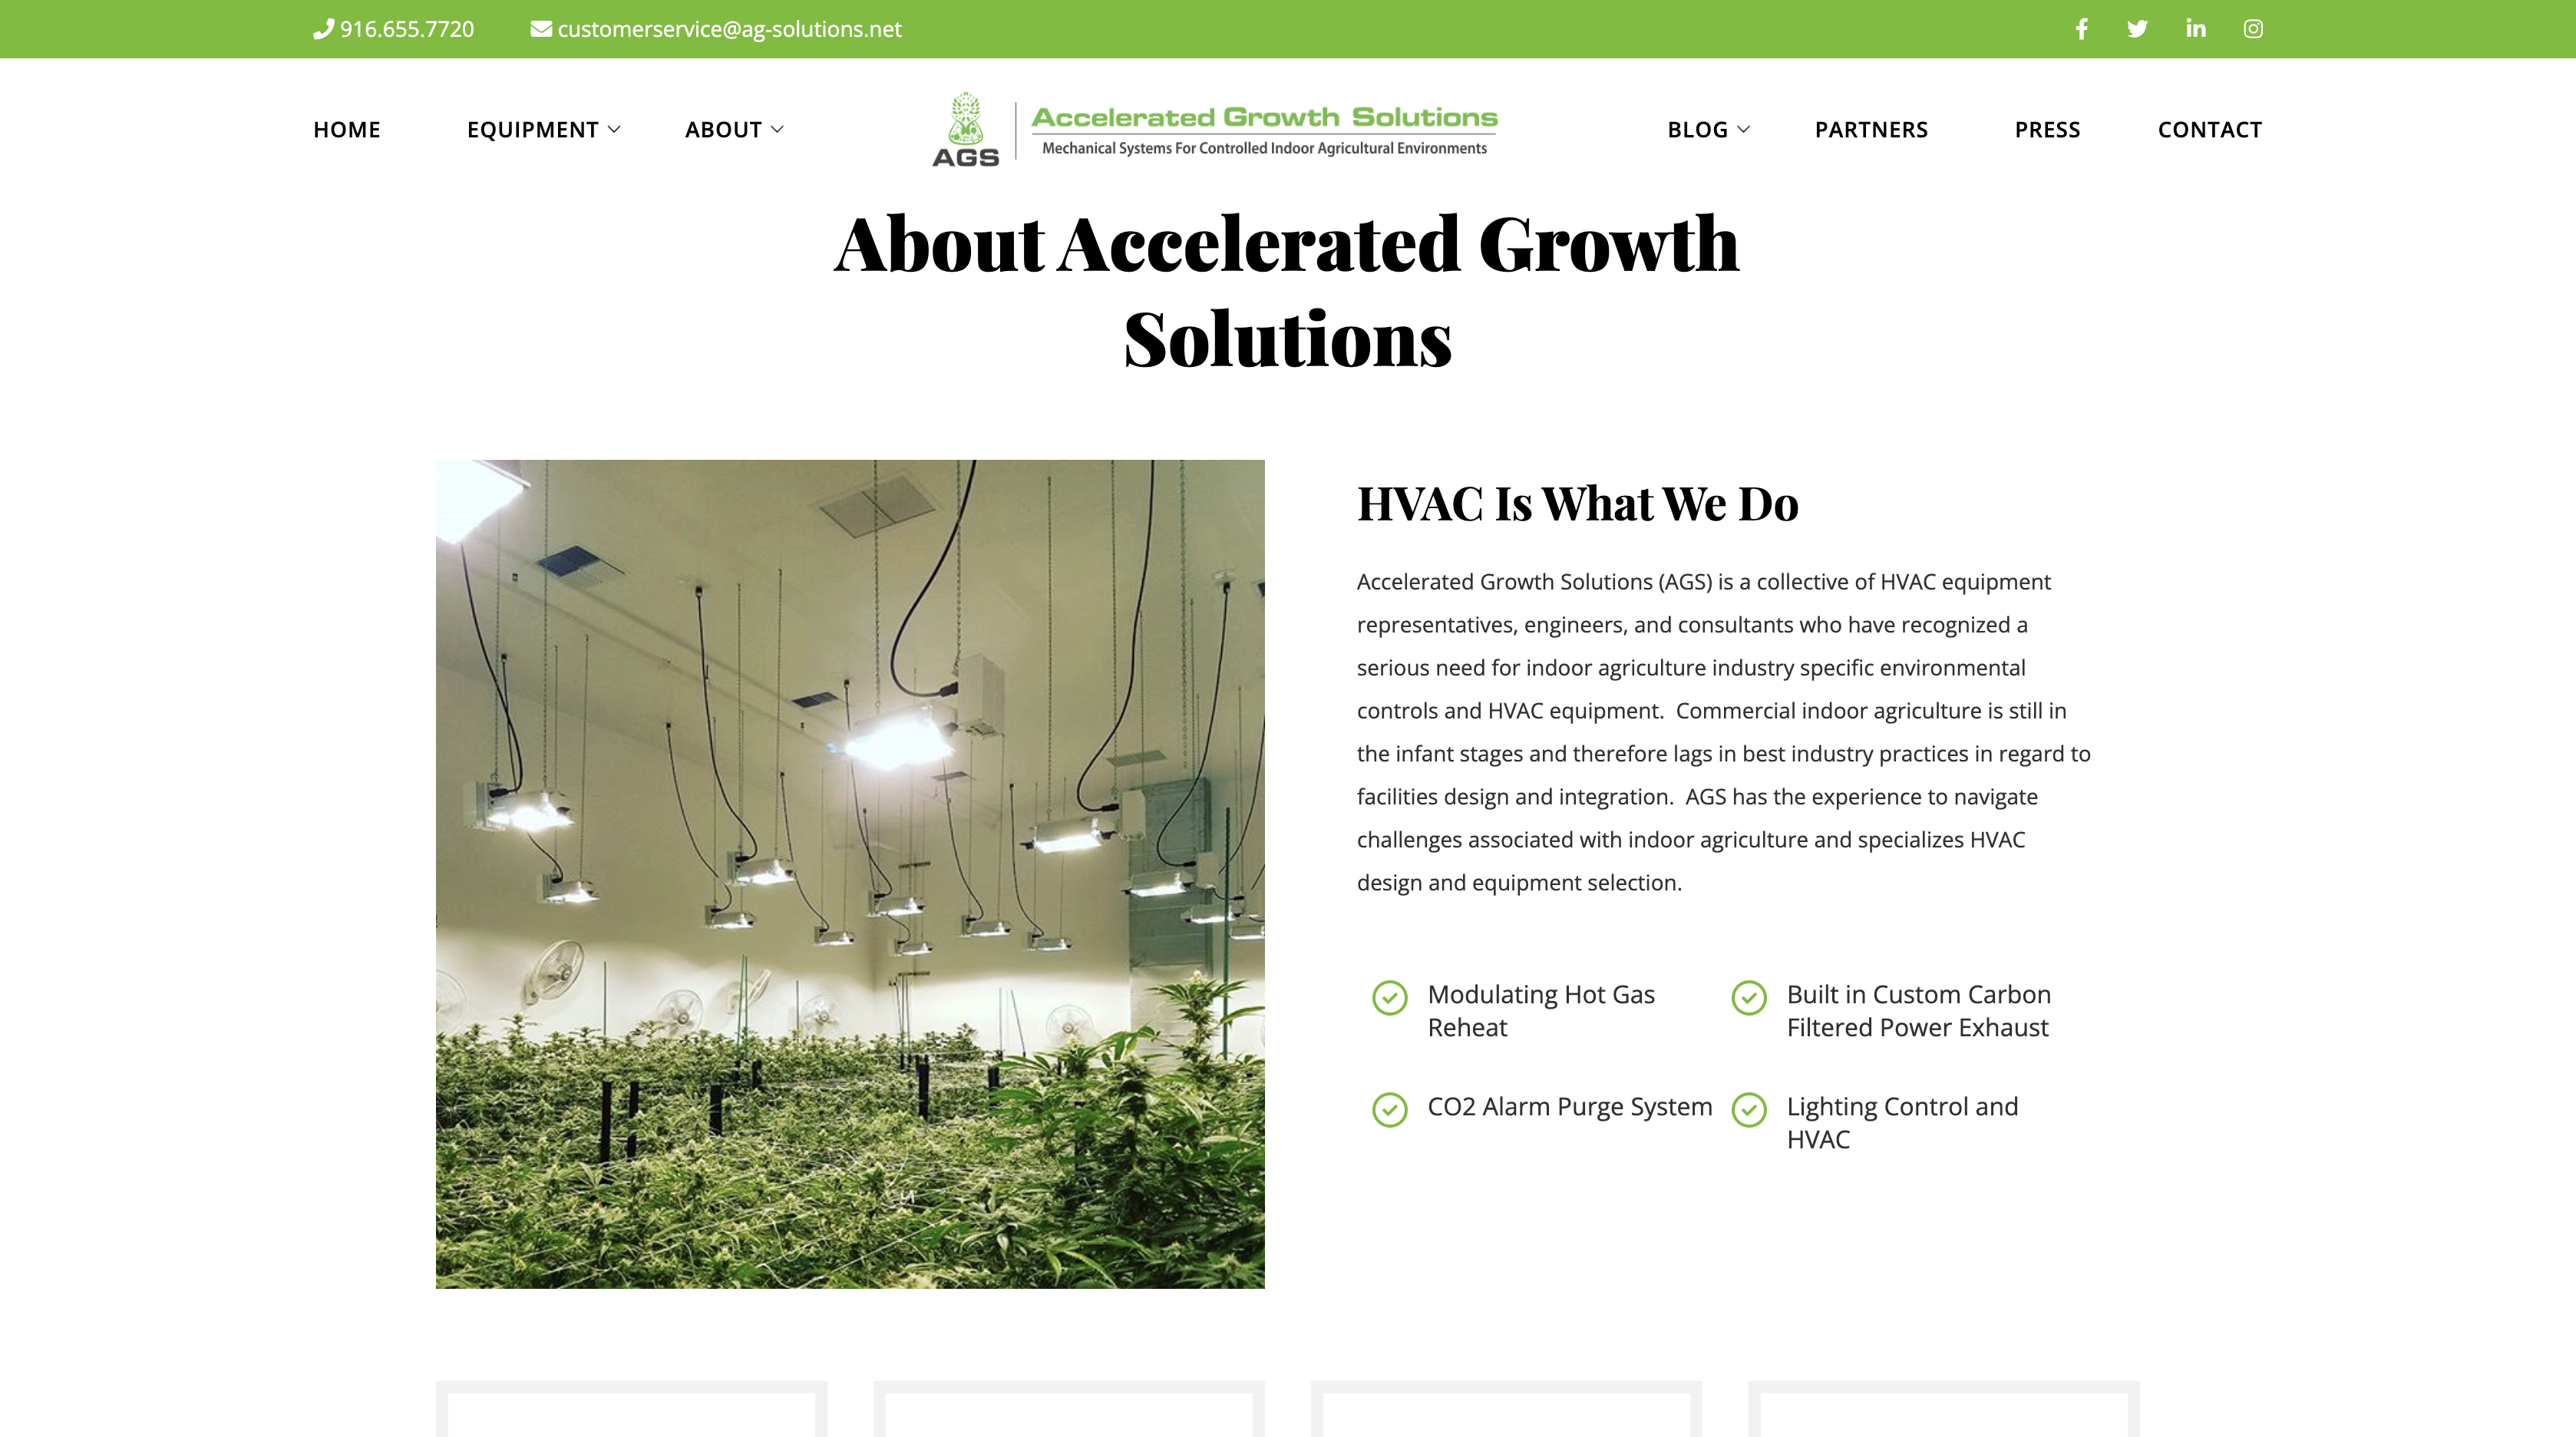 916.655.7720
customerservice@ag-solutions.net
HOME
EQUIPMENT
ABOUT
AGS
Accelerated Growth Solutions
Mechanical Systems For Controlled Indoor Agricultural Environments
BLOG
PARTNERS
PRESS
CONTACT
About Accelerated Growth
Solutions
HVAC Is What We Do
Accelerated Growth Solutions (AGS) is a collective of HVAC equipment
representatives, engineers, and consultants who have recognized a
serious need for indoor agriculture industry specific environmental
controls and HVAC equipment.  Commercial indoor agriculture is still in
the infant stages and therefore lags in best industry practices in regard to
facilities design and integration.  AGS has the experience to navigate
challenges associated with indoor agriculture and specializes HVAC
design and equipment selection.
Modulating Hot Gas
Reheat
Built in Custom Carbon
Filtered Power Exhaust
CO2 Alarm Purge System
Lighting Control and
HVAC